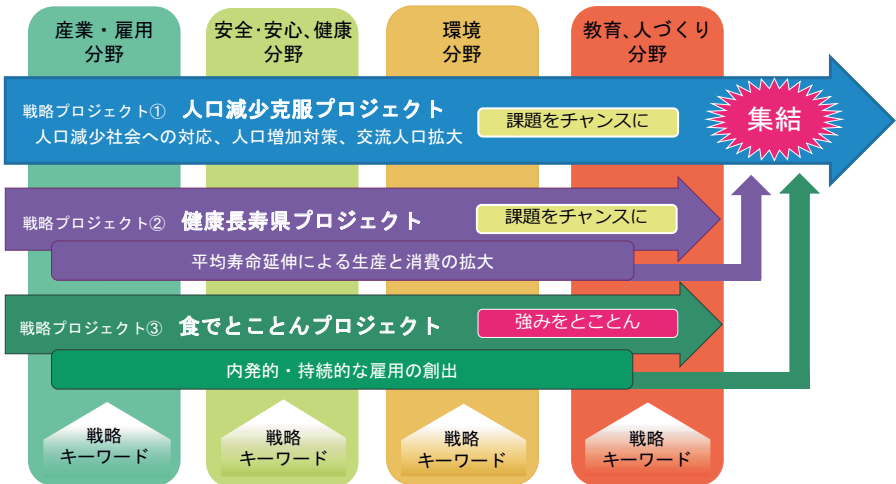 産業・雇用
分野
安全・安心、健康
分野
環境
分野
教育、人づくり
分野
戦略プロジェクト① 人口減少克服プロジェクト
課題をチャンスに
集結
人口減少社会への対応、人口増加対策、交流人口拡大
戦略プロジェクト② 健康長寿県プロジェクト
課題をチャンスに
平均寿命延伸による生産と消費の拡大
戦略プロジェクト③ 食でとことんプロジェクト
強みをとことん
内発的・持続的な雇用の創出
戦略
キーワード
戦略
キーワード
戦略
キーワード
戦略
キーワード